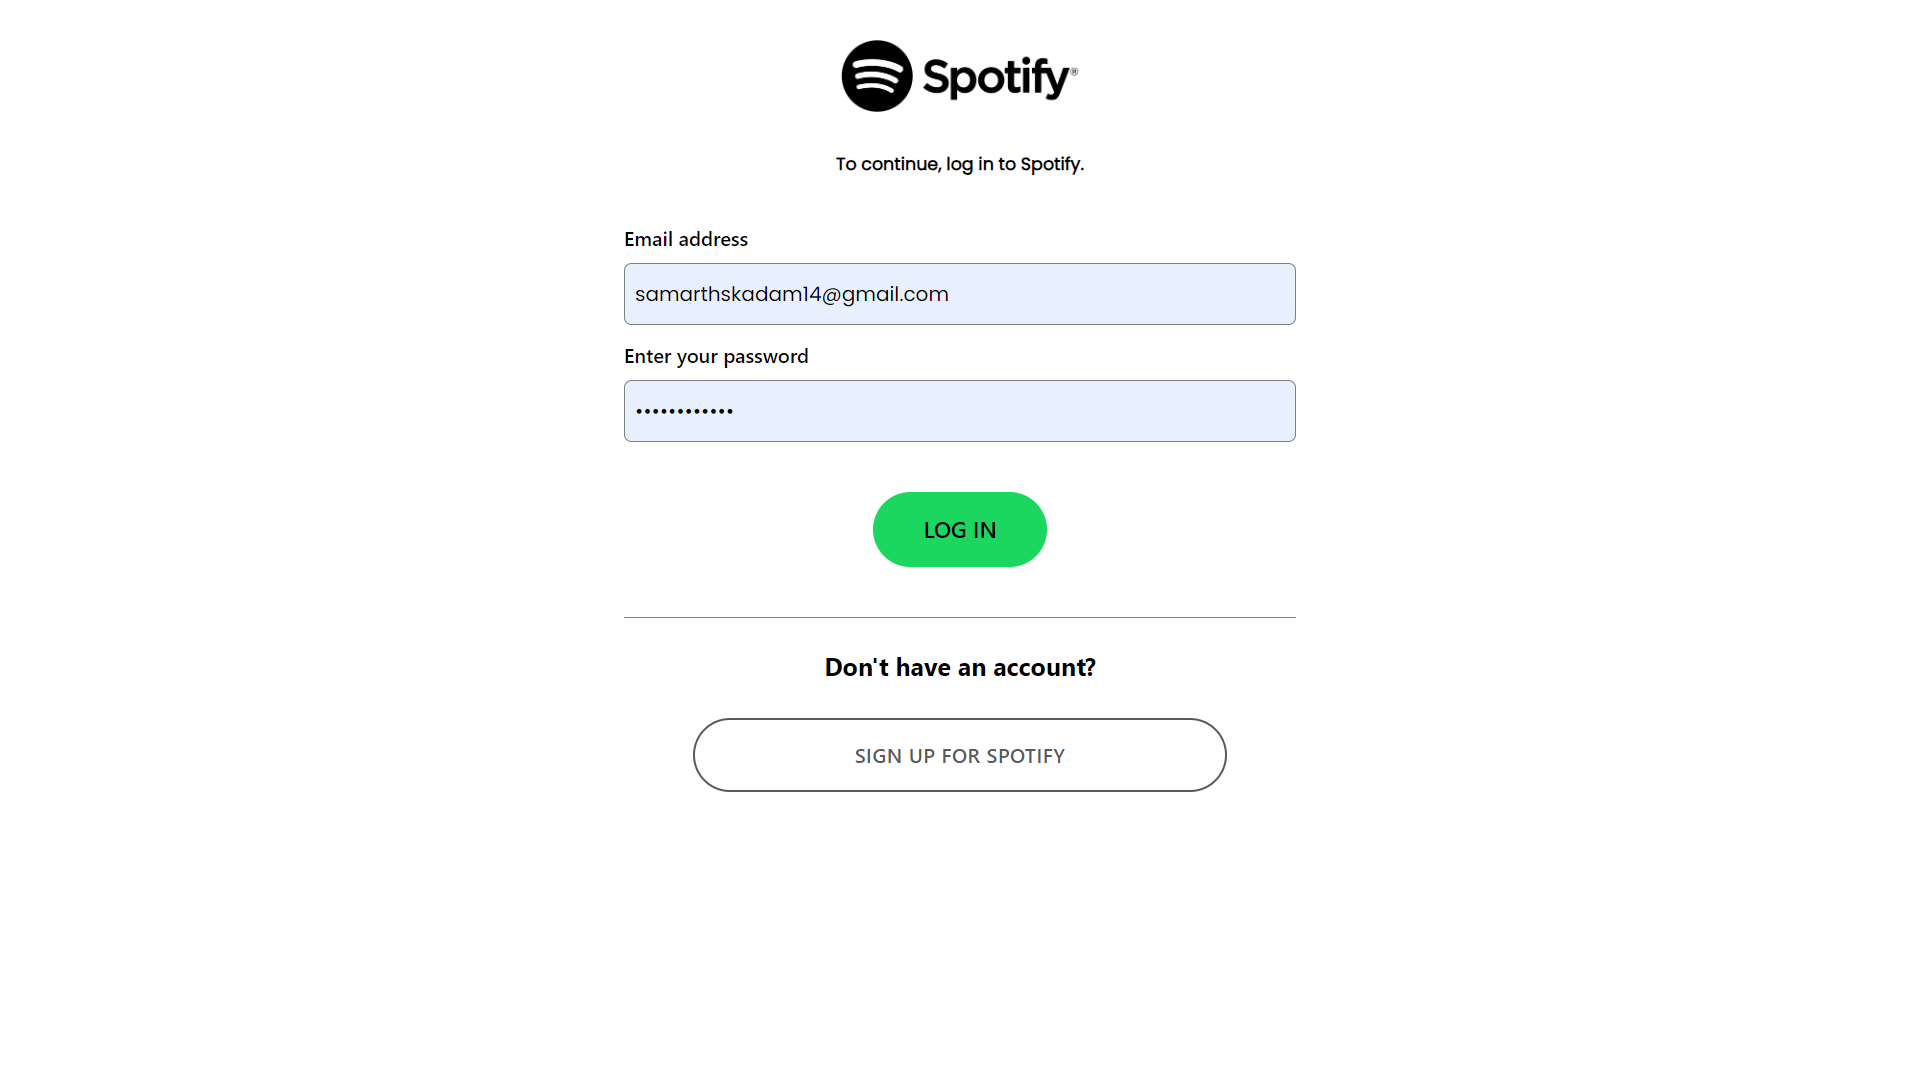 Spotify®
To continue, log in to Spotify.
Email address
samarthskadam14@gmail.com
Enter your password
••••••••••••
LOG IN
Don't have an account?
SIGN UP FOR SPOTIFY